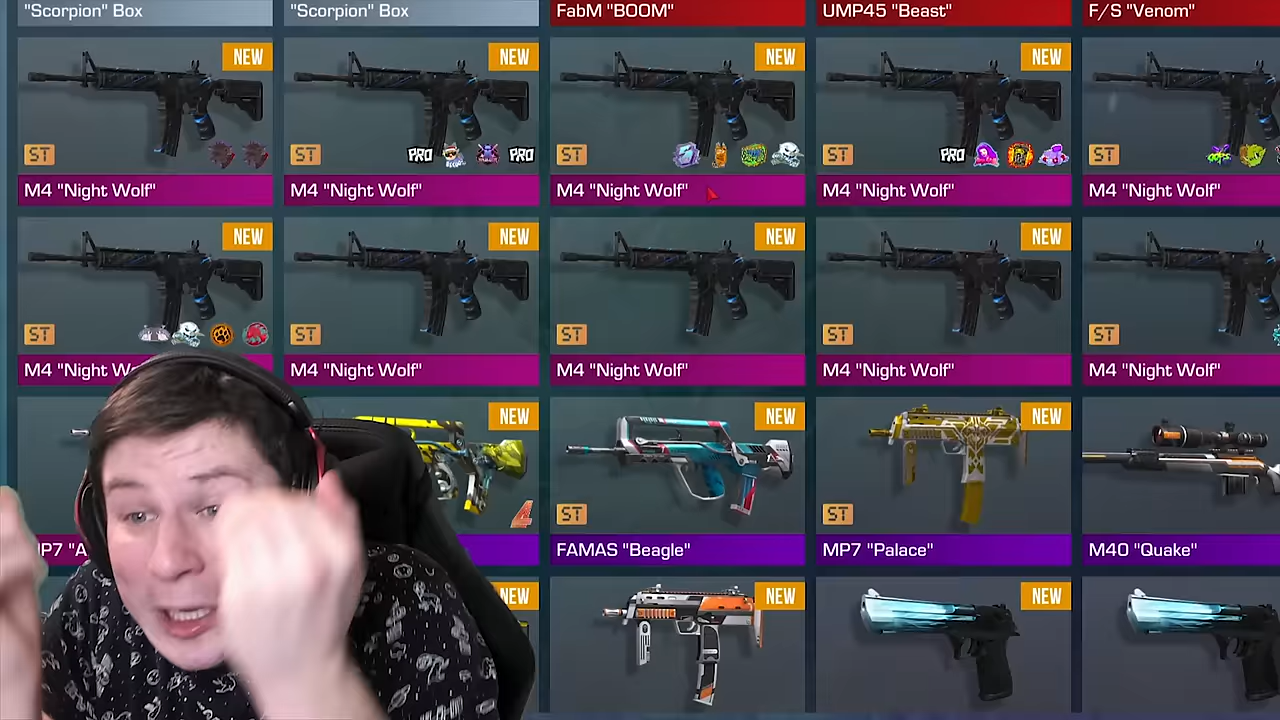 "Scorpion" Box
"Scorpion" Box
FabM "BOOM"
UMP45 "Beast"
F/S "Venom"
NEW
NEW
NEW
NEW
ST
ST
PRO
PRO
ST
ST
PRO
ST
M4 "Night Wolf"
M4 "Night Wolf"
M4 "Night Wolf"
M4 "Night Wolf"
M4 "Night Wolf"
NEW
NEW
NEW
NEW
ST
ST
ST
ST
ST
M4 "Night
M4 "Night Wolf"
M4 "Night Wolf"
M4 "Night Wolf"
M4 "Night Wolf"
NEW
NEW
NEW
4
ST
ST
FAMAS "Beagle"
MP7 "Palace"
M40 "Quake"
NEW
NEW
NEW